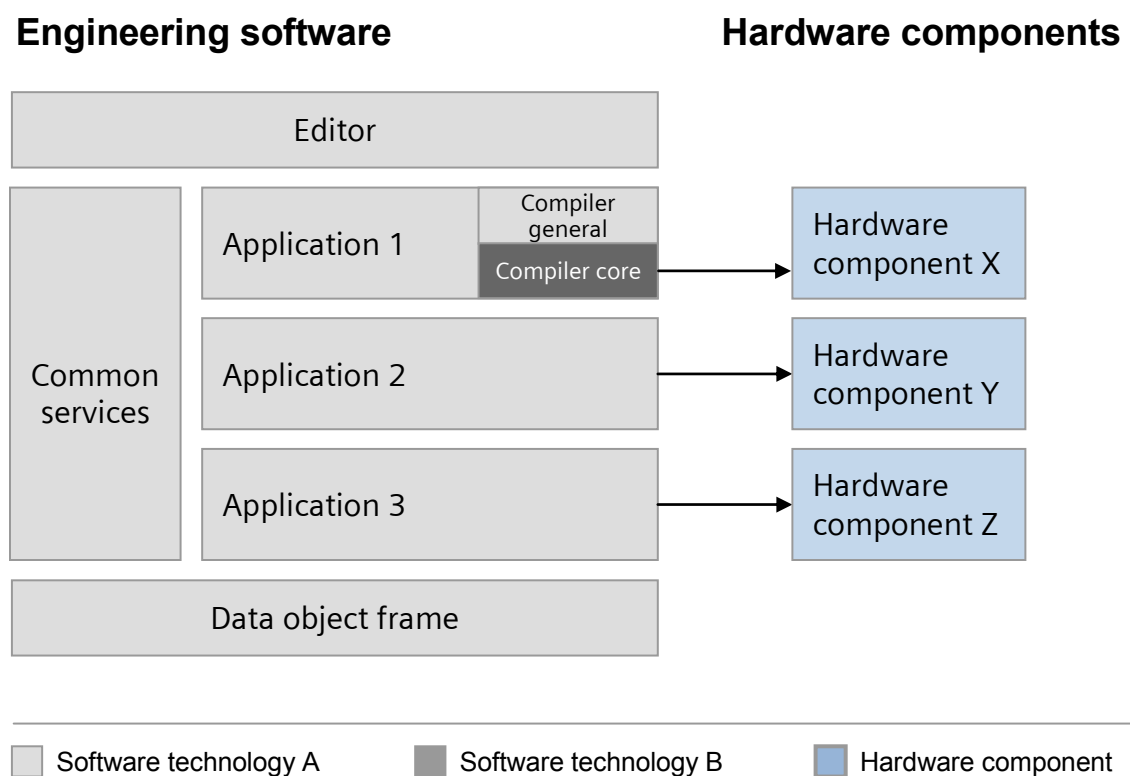 Engineering software
Hardware components
Editor
Common
services
Application 1
Compiler
general
Compiler core
Hardware
component X
Application 2
Hardware
component Y
Application 3
Hardware
component Z
Data object frame
Software technology A
Software technology B
Hardware component